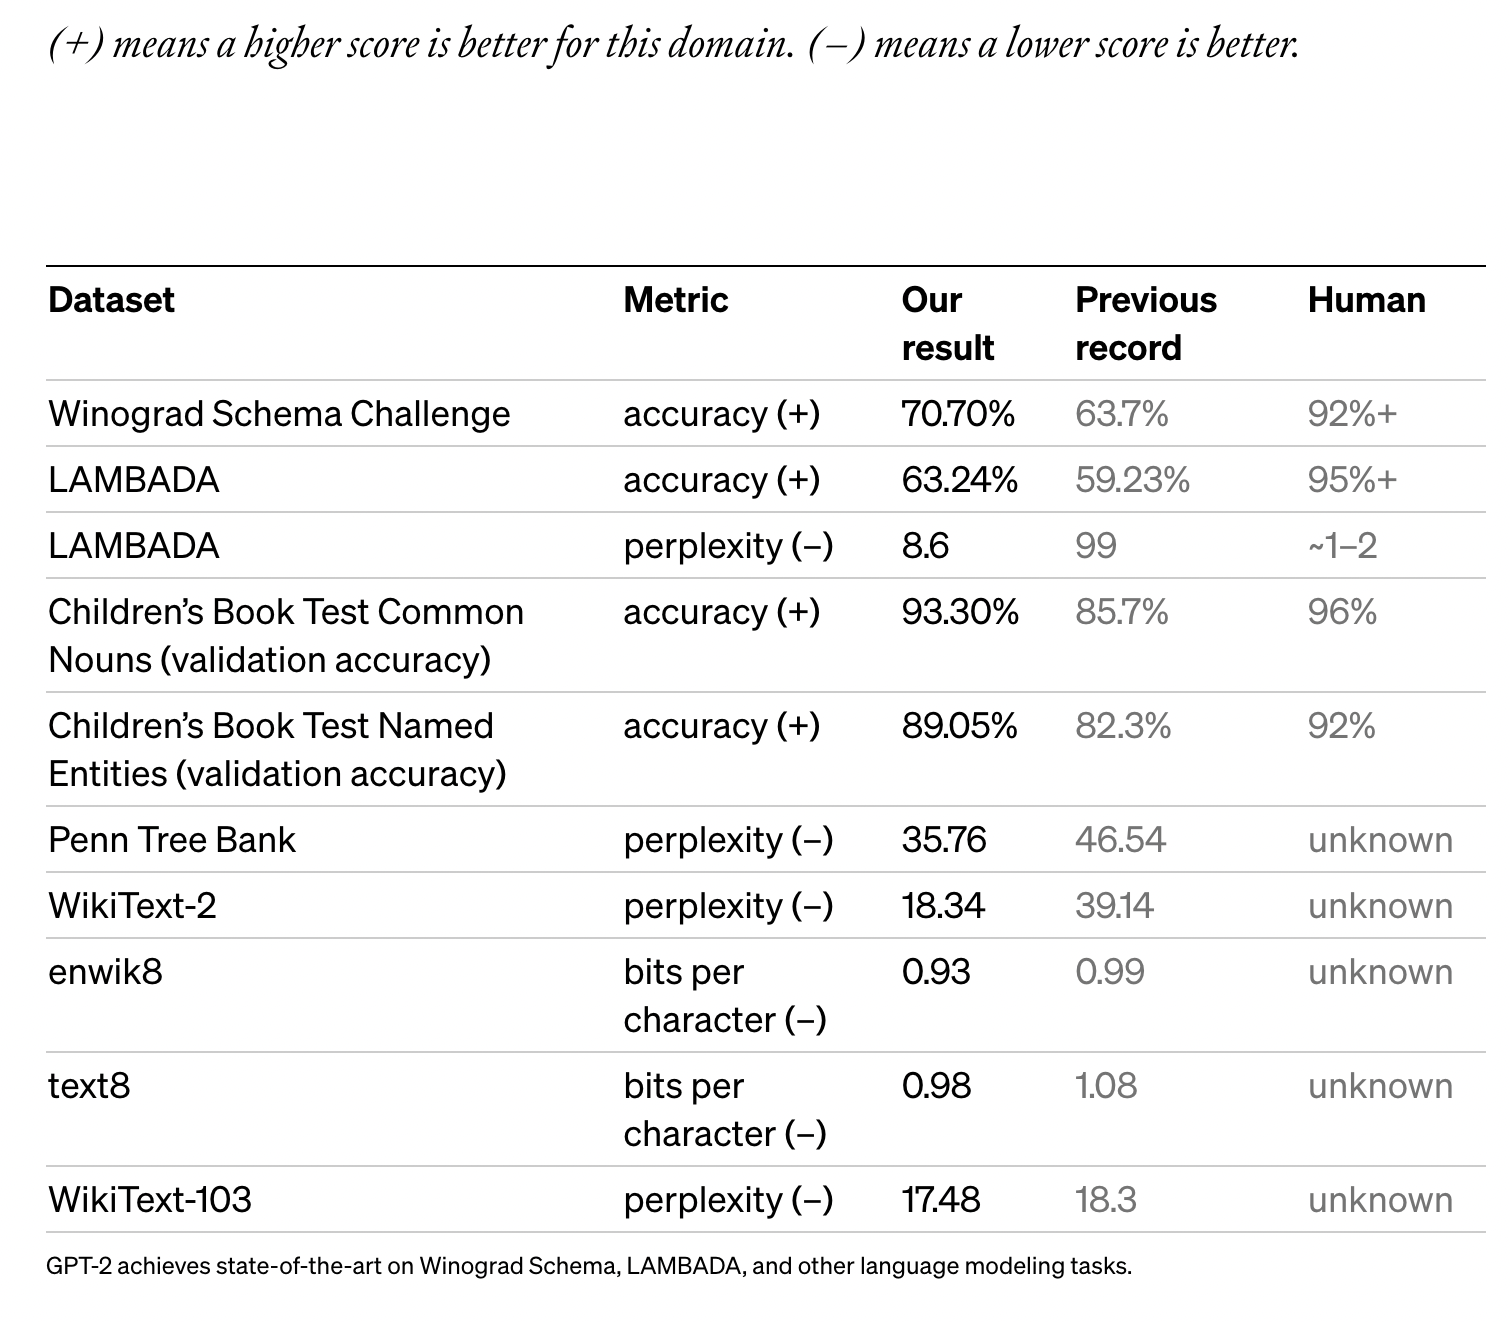 (+) means a higher score is better for this domain. (–) means a lower score is better.
Dataset Metric Our result Previous record Human
Winograd Schema Challenge accuracy (+) 70.70% 63.7% 92%+
LAMBADA accuracy (+) 63.24% 59.23% 95%+
LAMBADA perplexity (–) 8.6 99 ~1–2
Children’s Book Test Common Nouns (validation accuracy) accuracy (+) 93.30% 85.7% 96%
Children’s Book Test Named Entities (validation accuracy) accuracy (+) 89.05% 82.3% 92%
Penn Tree Bank perplexity (–) 35.76 46.54 unknown
WikiText-2 perplexity (–) 18.34 39.14 unknown
enwik8 bits per character (–) 0.93 0.99 unknown
text8 bits per character (–) 0.98 1.08 unknown
WikiText-103 perplexity (–) 17.48 18.3 unknown
GPT-2 achieves state-of-the-art on Winograd Schema, LAMBADA, and other language modeling tasks.